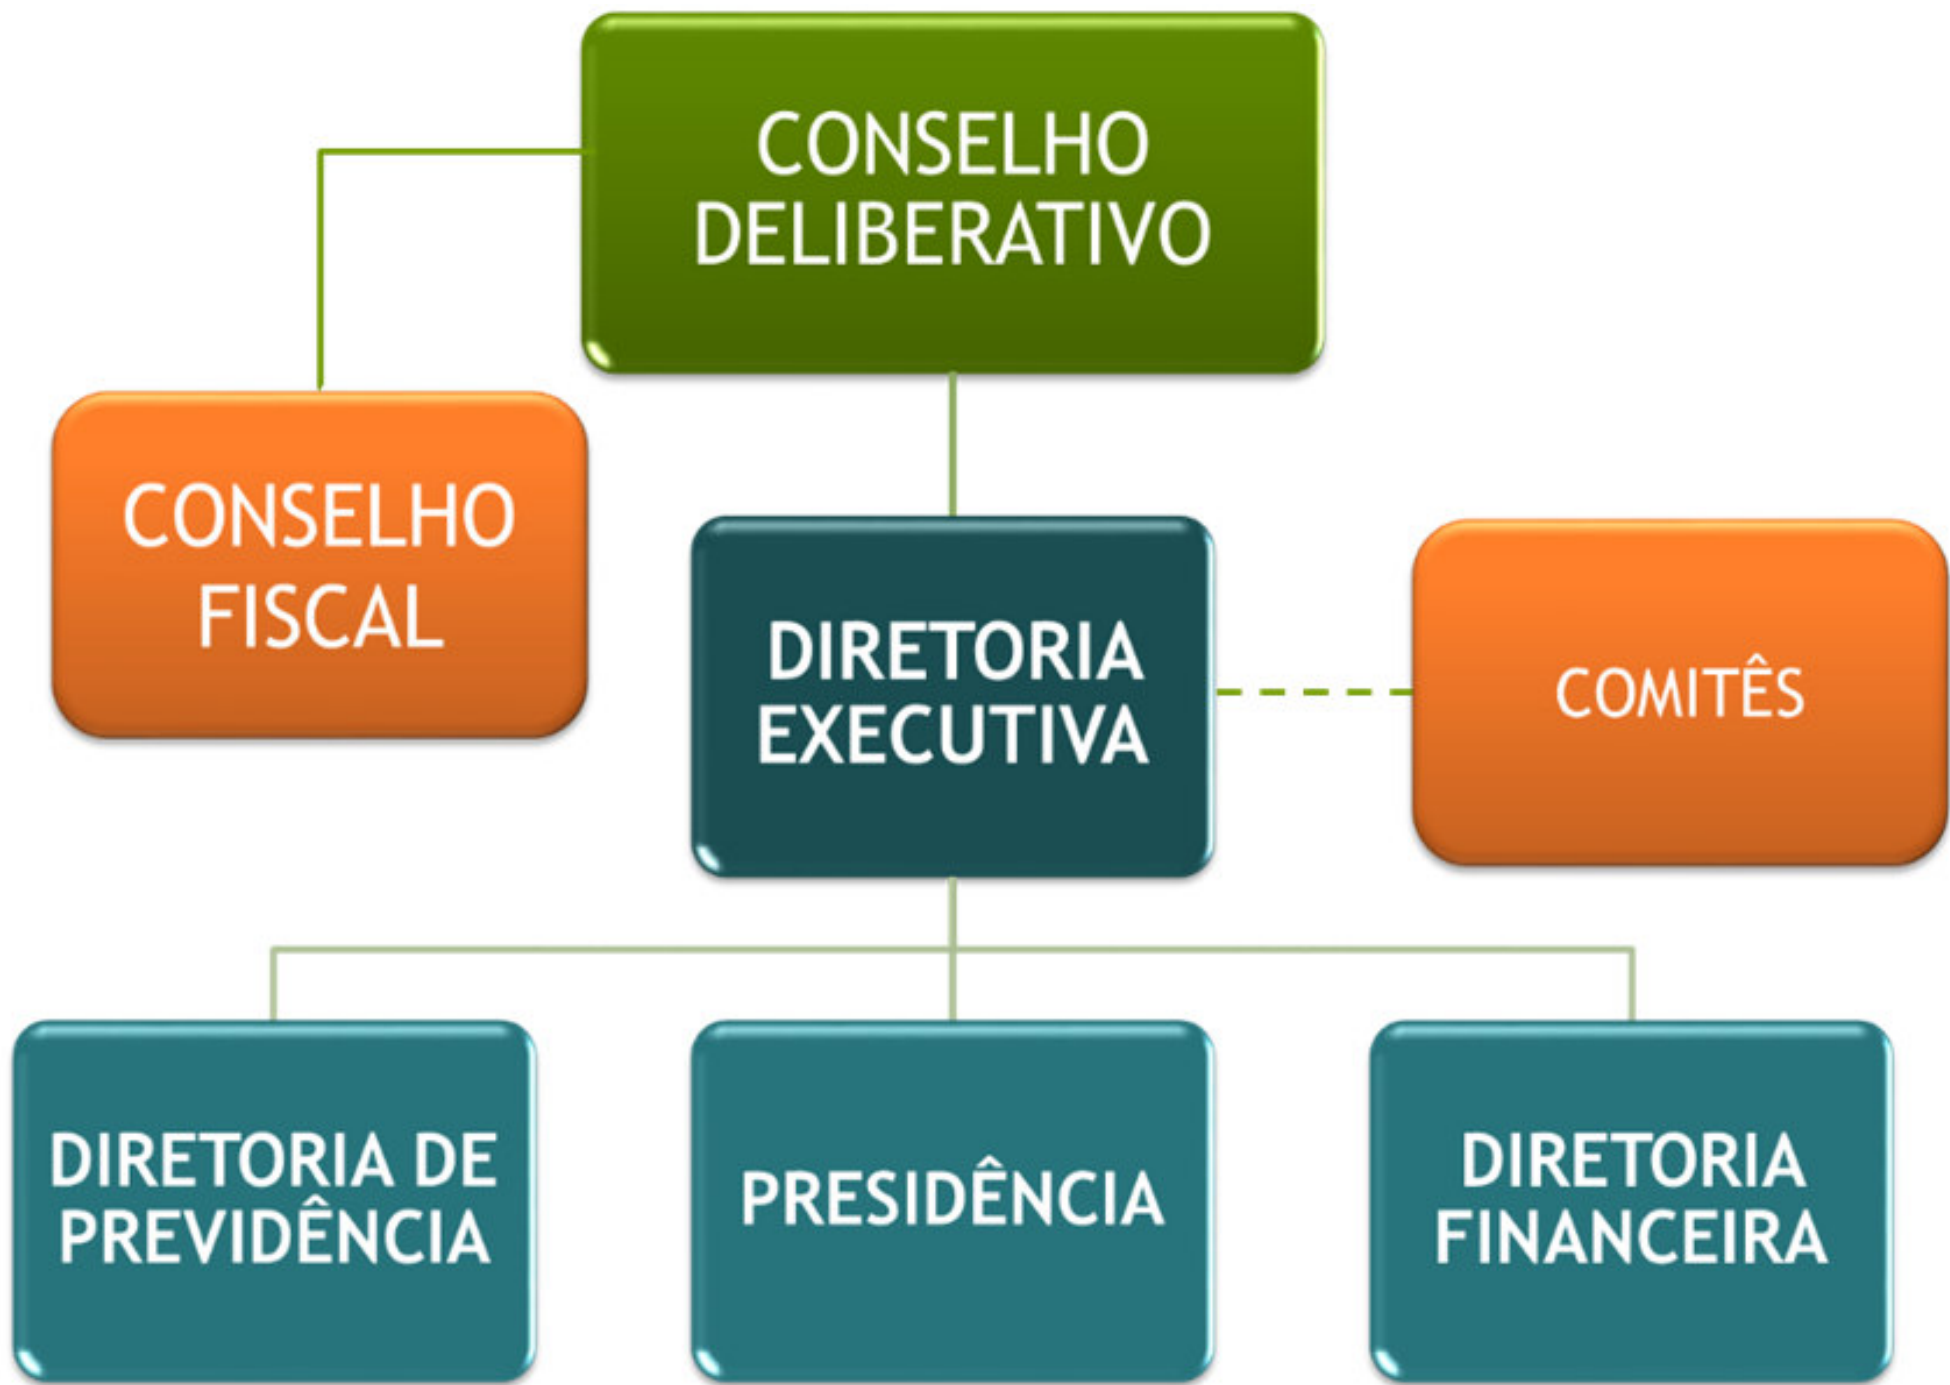 CONSELHO
DELIBERATIVO
CONSELHO
FISCAL
DIRETORIA
EXECUTIVA
COMITÊS
DIRETORIA DE
PREVIDÊNCIA
PRESIDÊNCIA
DIRETORIA
FINANCEIRA